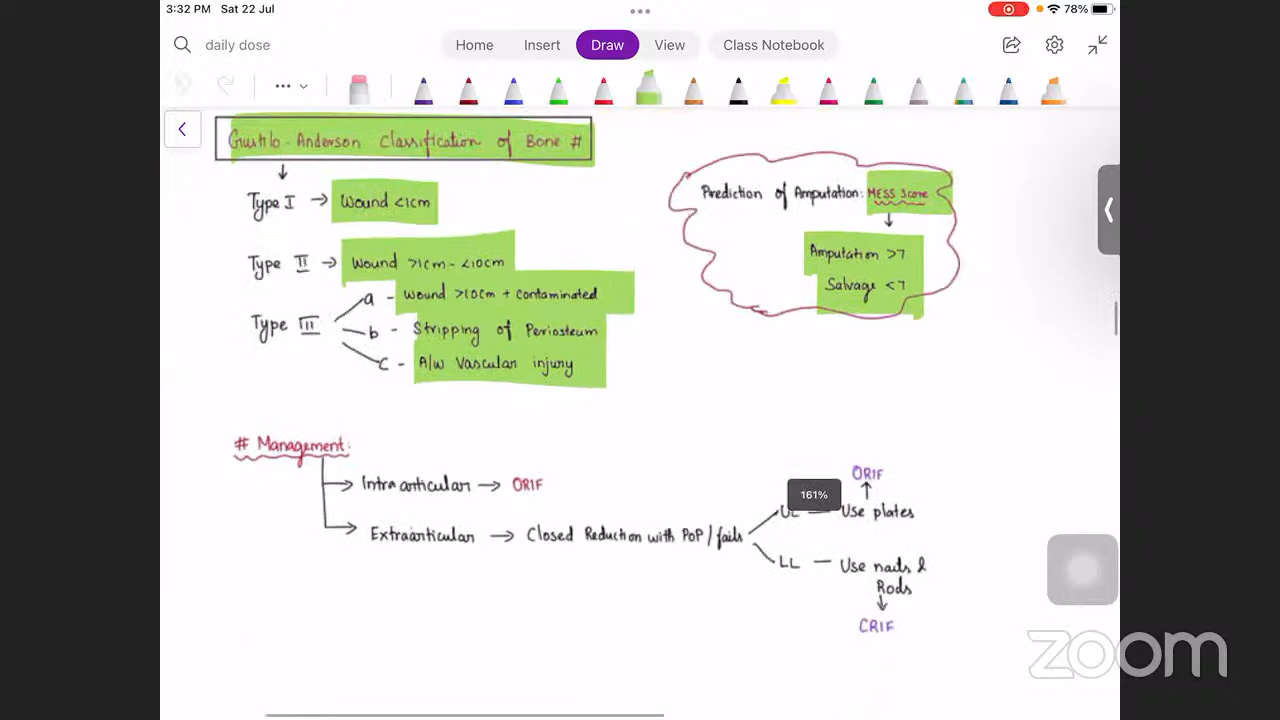 3:32 PM Sat 22 Jul
78%
daily dose
Home Insert Draw View Class Notebook
Gustilo-Anderson Classification of Bone #
Type I → Wound <1cm
Type II → Wound >1cm - <10cm
Type III
a - Wound >10cm + contaminated
b - Stripping of Periosteum
c - A/w Vascular injury
Prediction of Amputation: MESS Score
↓
Amputation >7
Salvage <7
# Management:
Intraarticular → ORIF
Extraarticular → Closed Reduction with PoP/fails
161%
ORIF
↑
UL — Use plates
LL — Use nails &
Rods
↓
CRIF
zoom